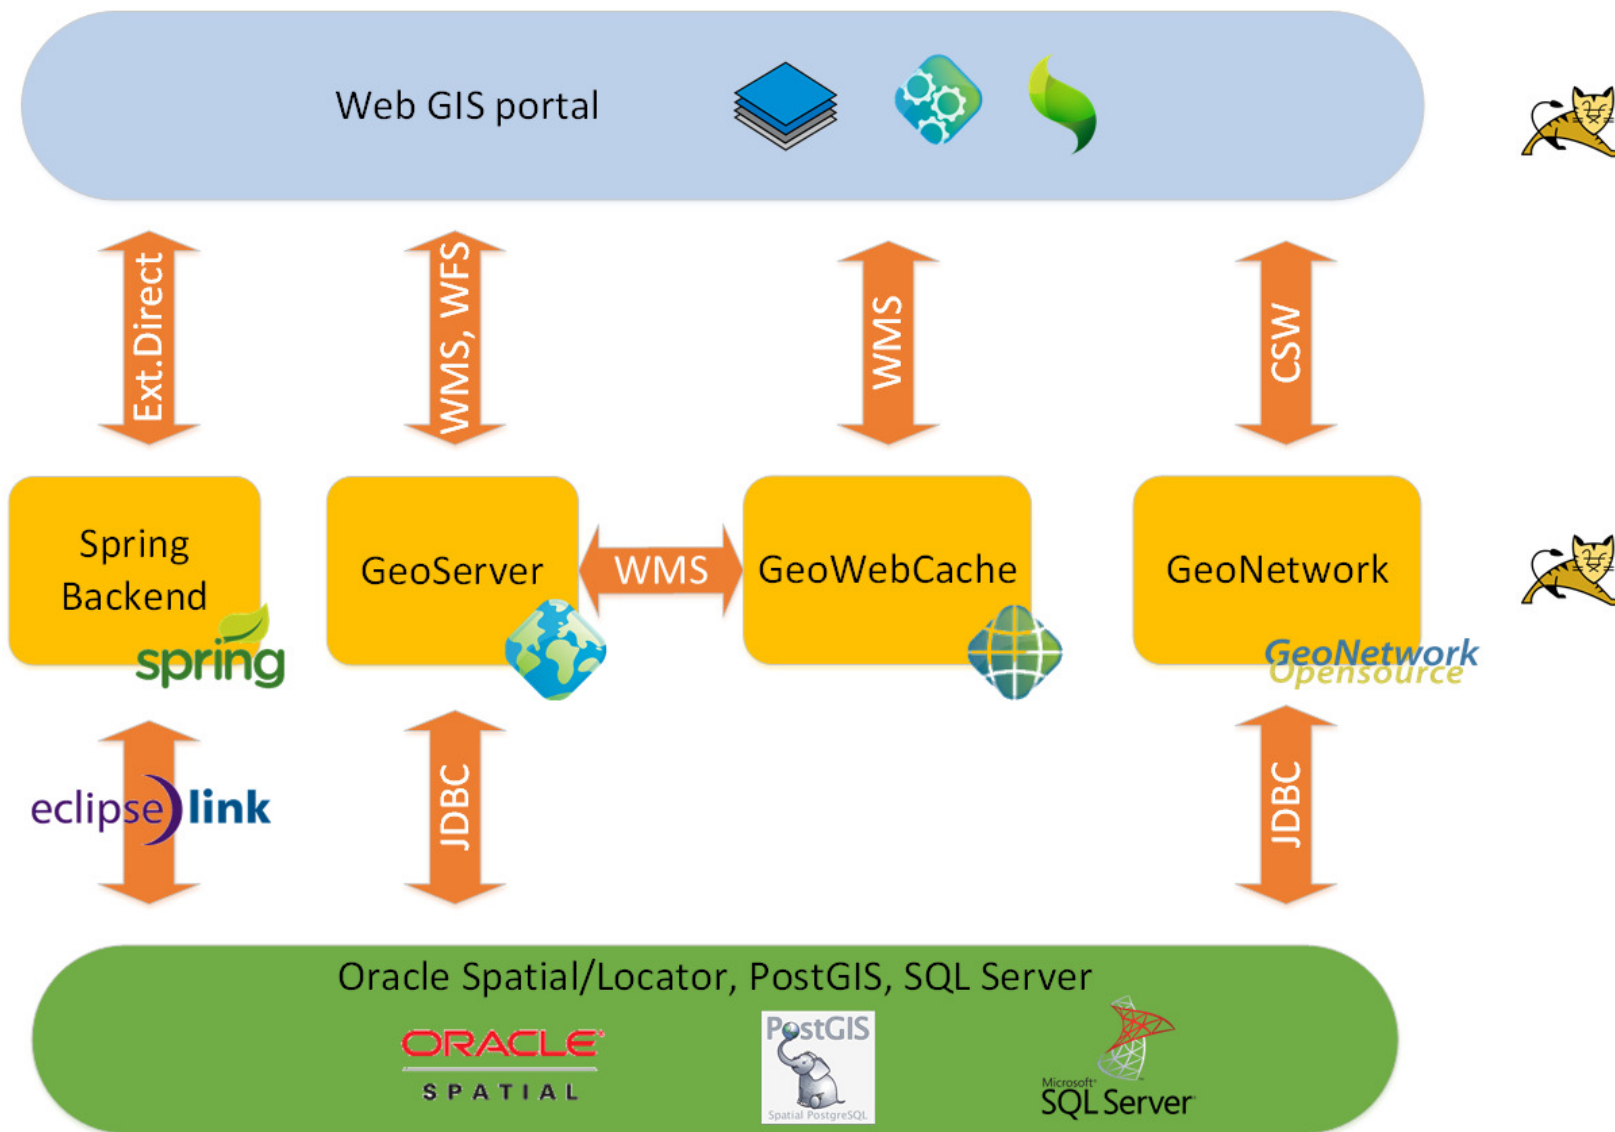 Web GIS portal
Ext.Direct
WMS, WFS
WMS
CSW
Spring
Backend
spring
GeoServer
WMS
GeoWebCache
GeoNetwork
GeoNetwork
Opensource
eclipse link
JDBC
JDBC
Oracle Spatial/Locator, PostGIS, SQL Server
ORACLE
SPATIAL
PostGIS
Spatial PostgreSQL
Microsoft
SQL Server